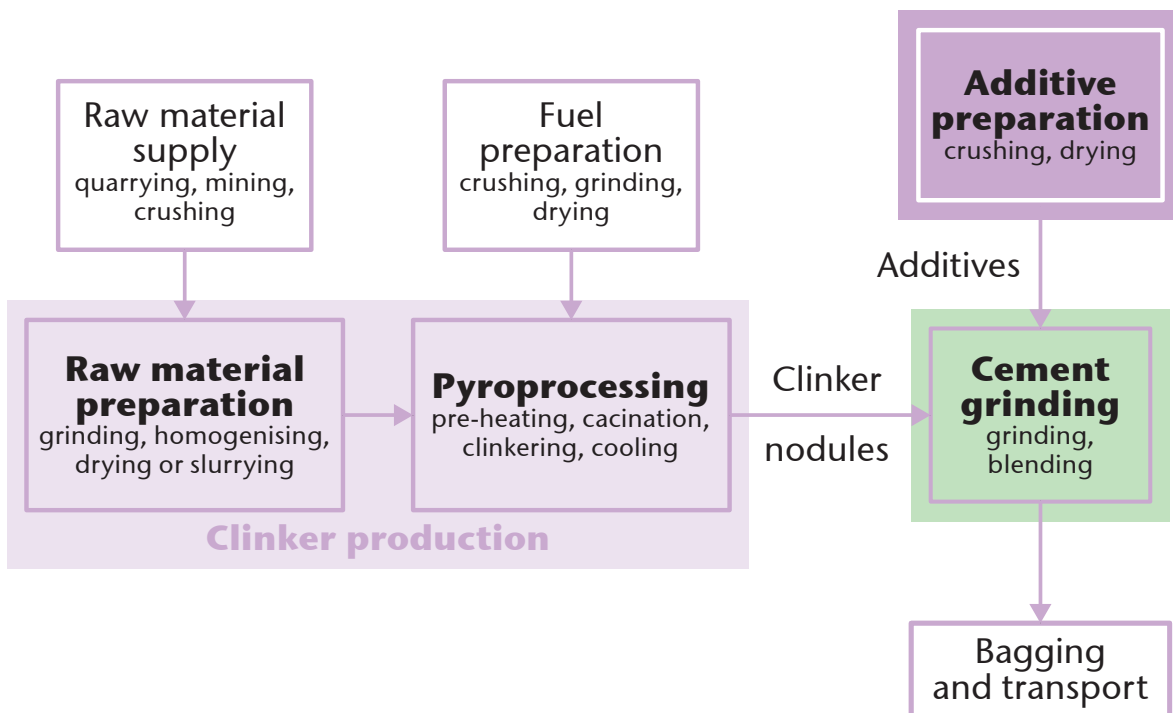 Raw material
supply
quarrying, mining,
crushing
Fuel
preparation
crushing, grinding,
drying
Additive
preparation
crushing, drying
Additives
Raw material
preparation
grinding, homogenising,
drying or slurrying
Pyroprocessing
pre-heating, cacination,
clinkering, cooling
Clinker
nodules
Cement
grinding
grinding,
blending
Clinker production
Bagging
and transport